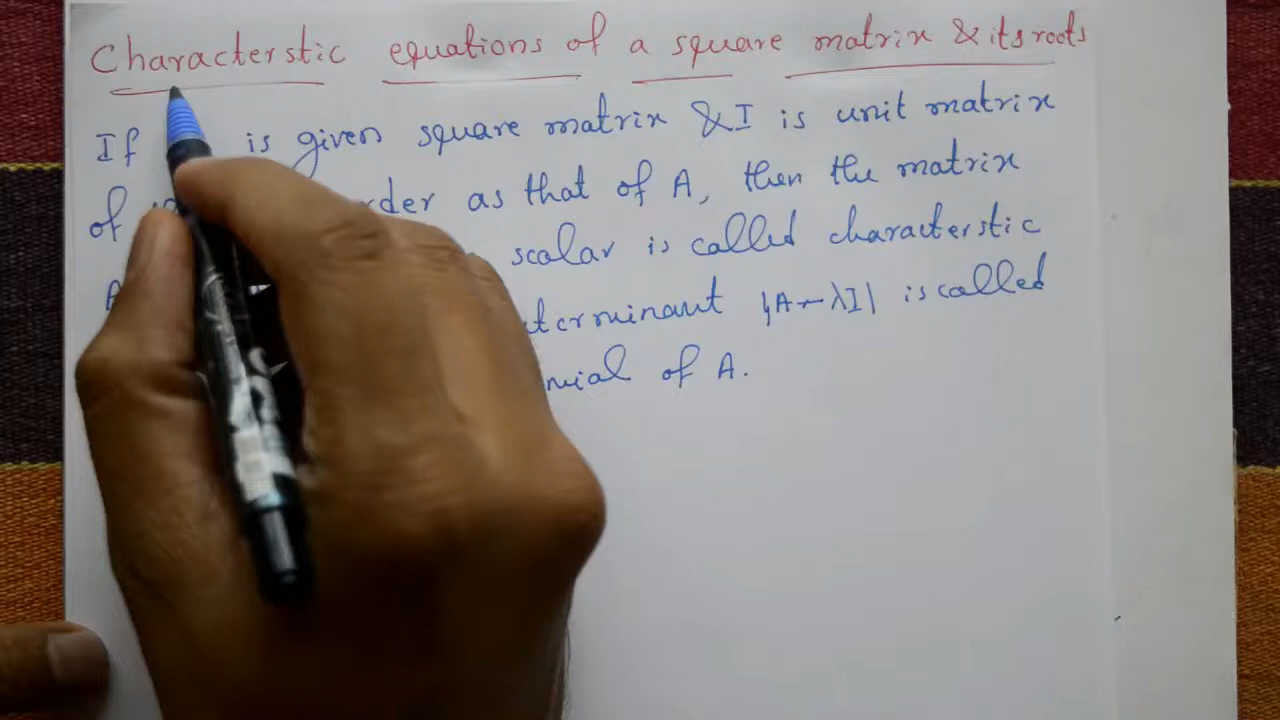 Characterstic equations of a square matrix & its roots
If is given square matrix & I is unit matrix
of order as that of A, then the matrix
scalar is called characterstic
|A-λI| is called
of A.